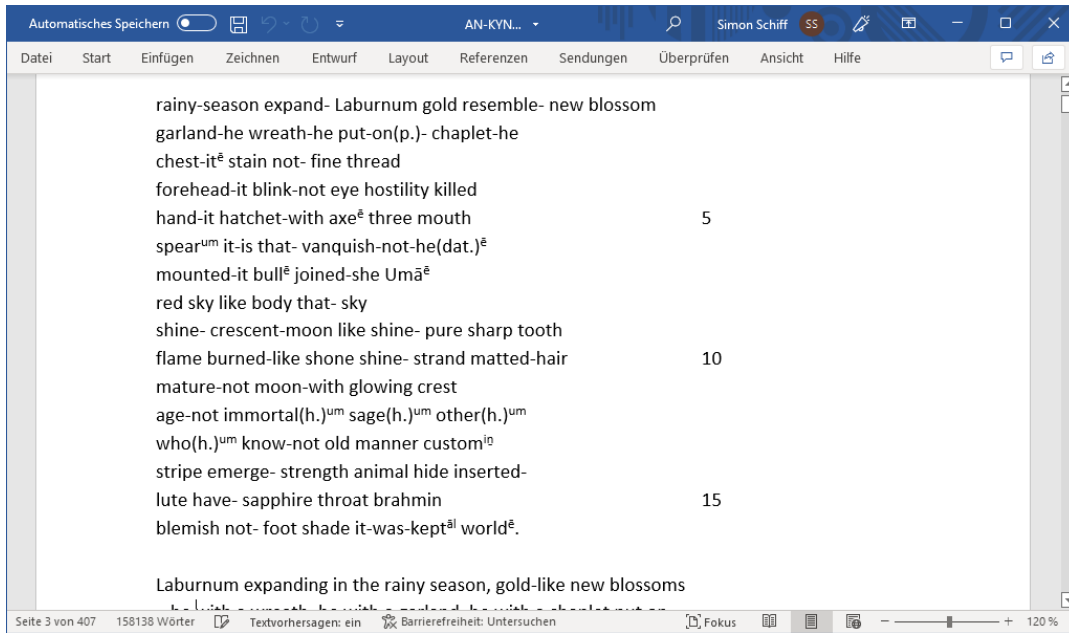 Automatisches Speichern AN-KYN... Simon Schiff SS
Datei Start Einfügen Zeichnen Entwurf Layout Referenzen Sendungen Überprüfen Ansicht Hilfe
rainy-season expand- Laburnum gold resemble- new blossom
garland-he wreath-he put-on(p.)- chaplet-he
chest-itᵉ̄ stain not- fine thread
forehead-it blink-not eye hostility killed
hand-it hatchet-with axeᵉ̄ three mouth 5
spearᵘᵐ it-is that- vanquish-not-he(dat.)ᵉ̄
mounted-it bullᵉ̄ joined-she Umāᵉ̄
red sky like body that- sky
shine- crescent-moon like shine- pure sharp tooth
flame burned-like shone shine- strand matted-hair 10
mature-not moon-with glowing crest
age-not immortal(h.)ᵘᵐ sage(h.)ᵘᵐ other(h.)ᵘᵐ
who(h.)ᵘᵐ know-not old manner customⁱⁿ̱
stripe emerge- strength animal hide inserted-
lute have- sapphire throat brahmin 15
blemish not- foot shade it-was-keptᵃ̄ˡ worldᵉ̄.
Laburnum expanding in the rainy season, gold-like new blossoms
Seite 3 von 407 158138 Wörter Textvorhersagen: ein Barrierefreiheit: Untersuchen Fokus 120 %